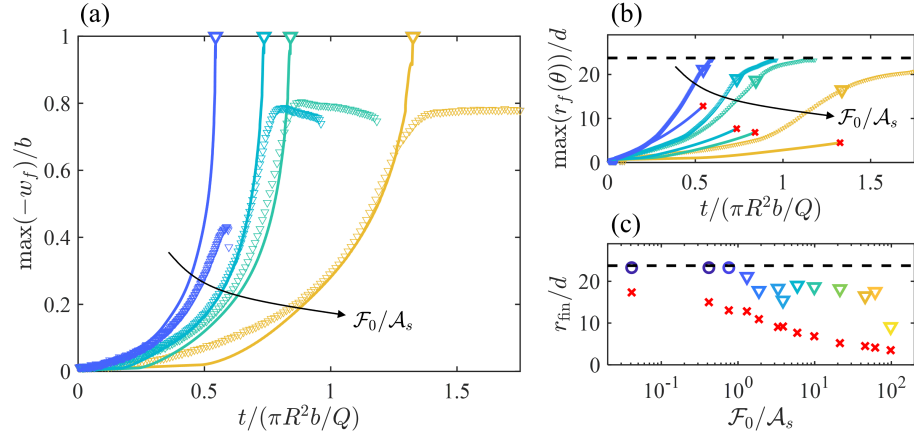 (a)
1
0.8
0.6
0.4
0.2
0
max(−w_f)/b
0
0.5
1
1.5
t/(πR²b/Q)
F₀/A_s
(b)
20
10
0
max(r_f(θ))/d
0
0.5
1
1.5
t/(πR²b/Q)
F₀/A_s
(c)
20
10
0
r_fin/d
10⁻¹
10⁰
10¹
10²
F₀/A_s